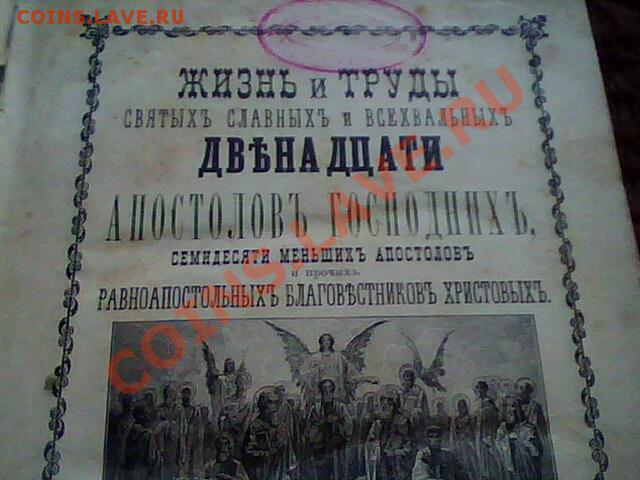 COINS.LAVE.RU
ЖИЗНЬ и ТРУДЫ
СВЯТЫХЪ СЛАВНЫХЪ и ВСЕХВАЛЬНЫХЪ
ДВѢНАДЦАТИ
АПОСТОЛОВЪ ГОСПОДНИХЪ,
СЕМИДЕСЯТИ МЕНЬШИХЪ АПОСТОЛОВЪ
и прочихъ
РАВНОАПОСТОЛЬНЫХЪ БЛАГОВѢСТНИКОВЪ ХРИСТОВЫХЪ.
COINS.LAVE.RU